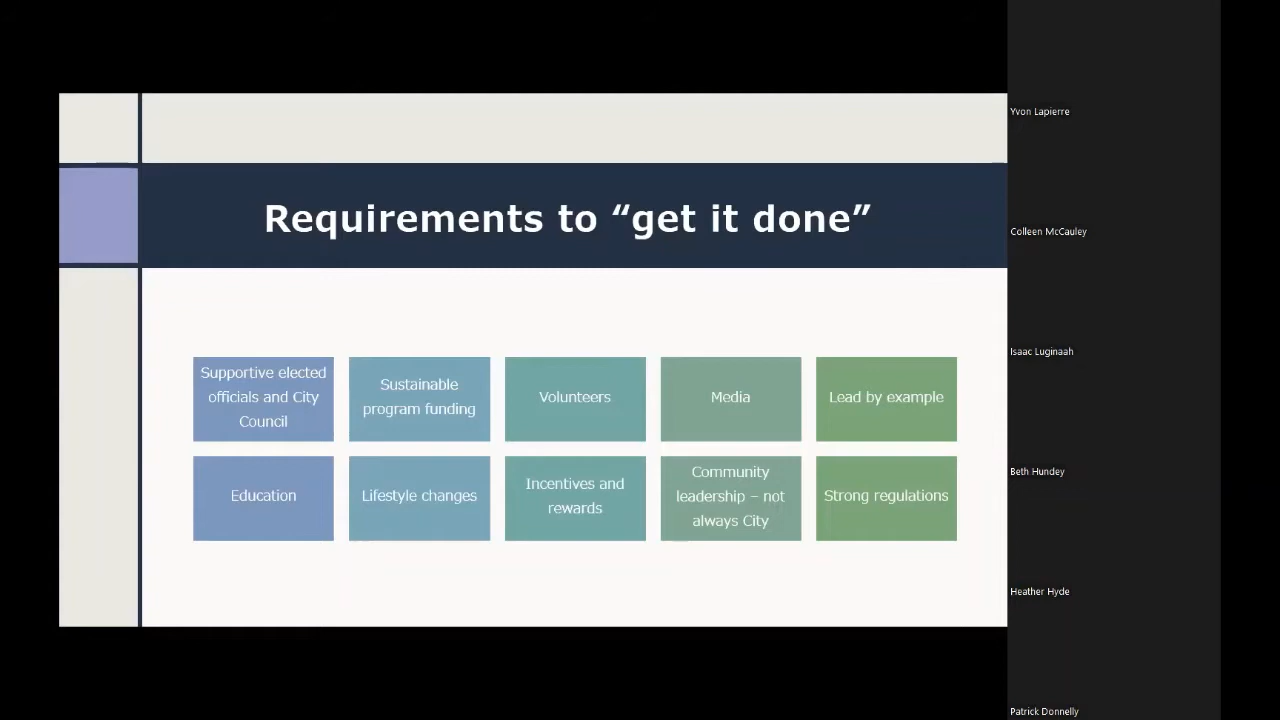 Requirements to “get it done”
Supportive elected
officials and City
Council
Sustainable
program funding
Volunteers
Media
Lead by example
Education
Lifestyle changes
Incentives and
rewards
Community
leadership – not
always City
Strong regulations
Yvon Lapierre
Colleen McCauley
Isaac Luginaah
Beth Hundey
Heather Hyde
Patrick Donnelly